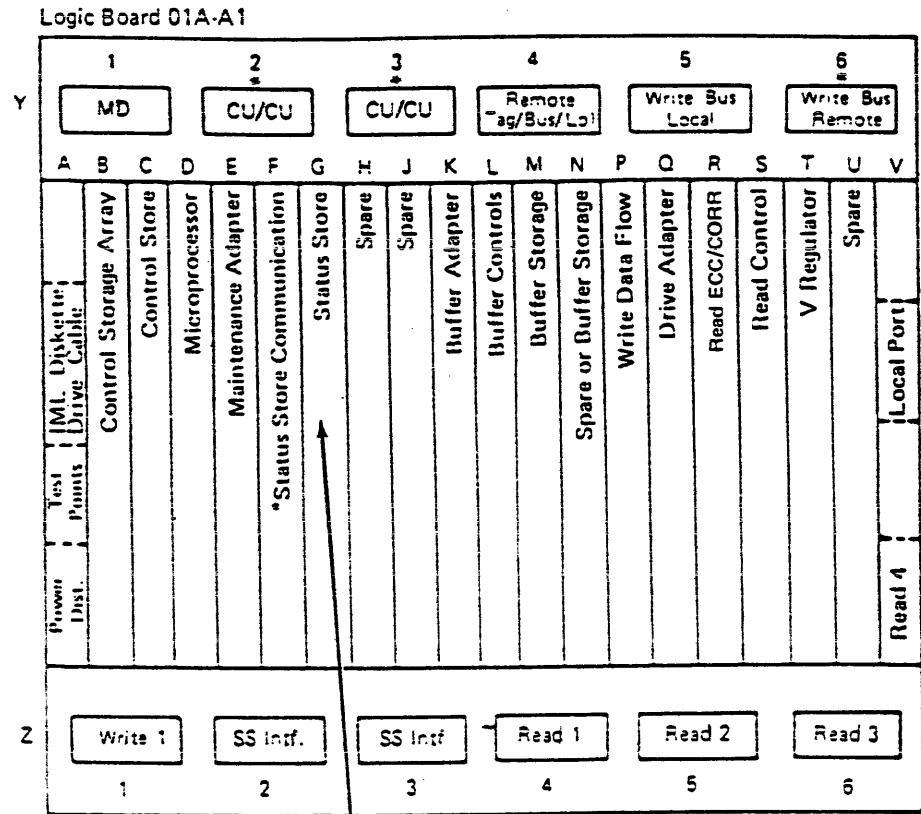 Logic Board 01A-A1
1 2 3 4 5 6
* * *
Y
MD
CU/CU
CU/CU
Remote
Tag/Bus/Lol
Write Bus
Local
Write Bus
Remote
A B C D E F G H J K L M N P Q R S T U V
IML Diskette
Drive Cable
Test
Points
Power
Dist.
Control Storage Array
Control Store
Microprocessor
Maintenance Adapter
*Status Store Communication
Status Store
Spare
Spare
Buffer Adapter
Buffer Controls
Buffer Storage
Spare or Buffer Storage
Write Data Flow
Drive Adapter
Read ECC/CORR
Read Control
V Regulator
Spare
Local Port
Read 4
Z
Write 1
SS Intf.
SS Intf
Read 1
Read 2
Read 3
1 2 3 4 5 6